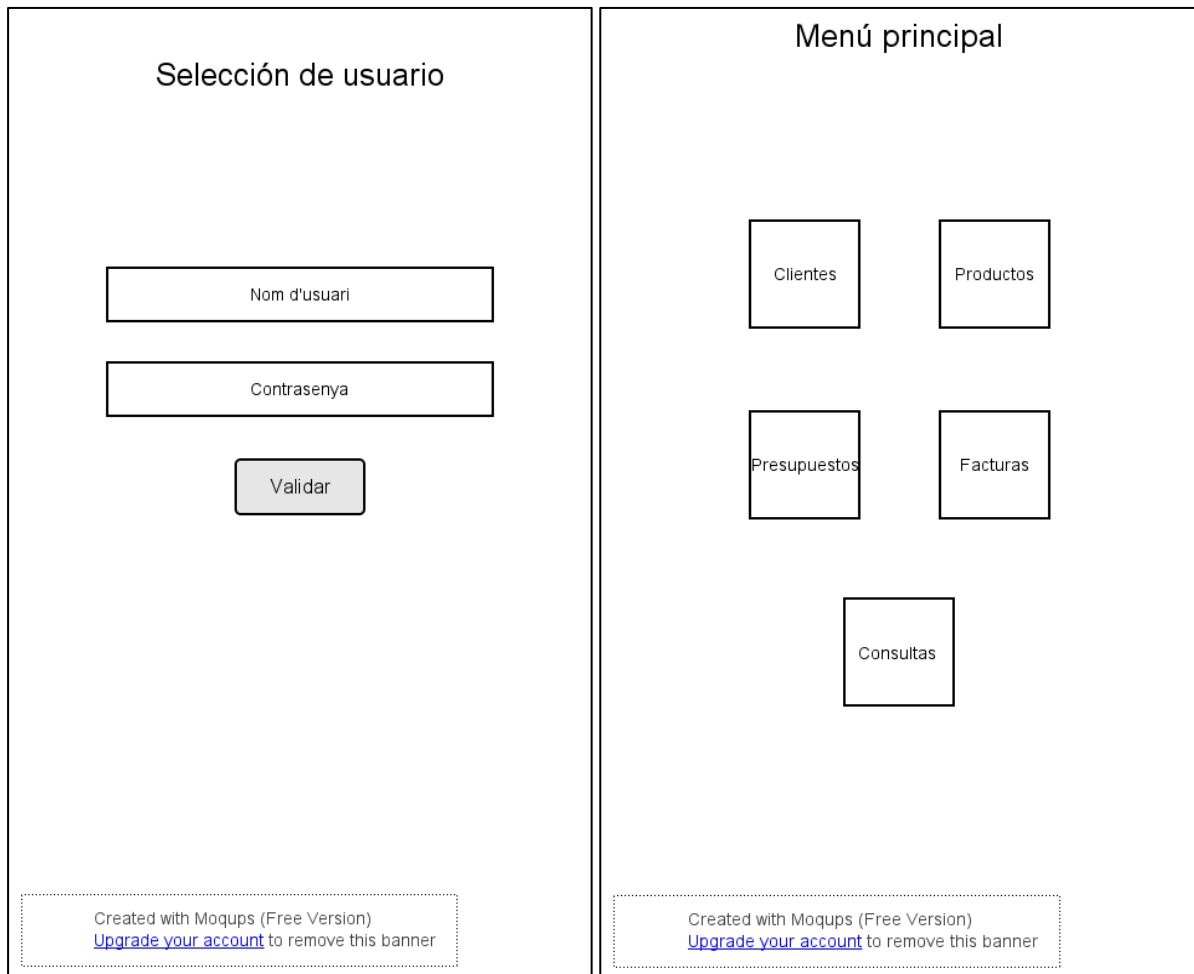 Selección de usuario
Nom d'usuari
Contrasenya
Validar
Created with Moqups (Free Version)
Upgrade your account to remove this banner
Menú principal
Clientes
Productos
Presupuestos
Facturas
Consultas
Created with Moqups (Free Version)
Upgrade your account to remove this banner